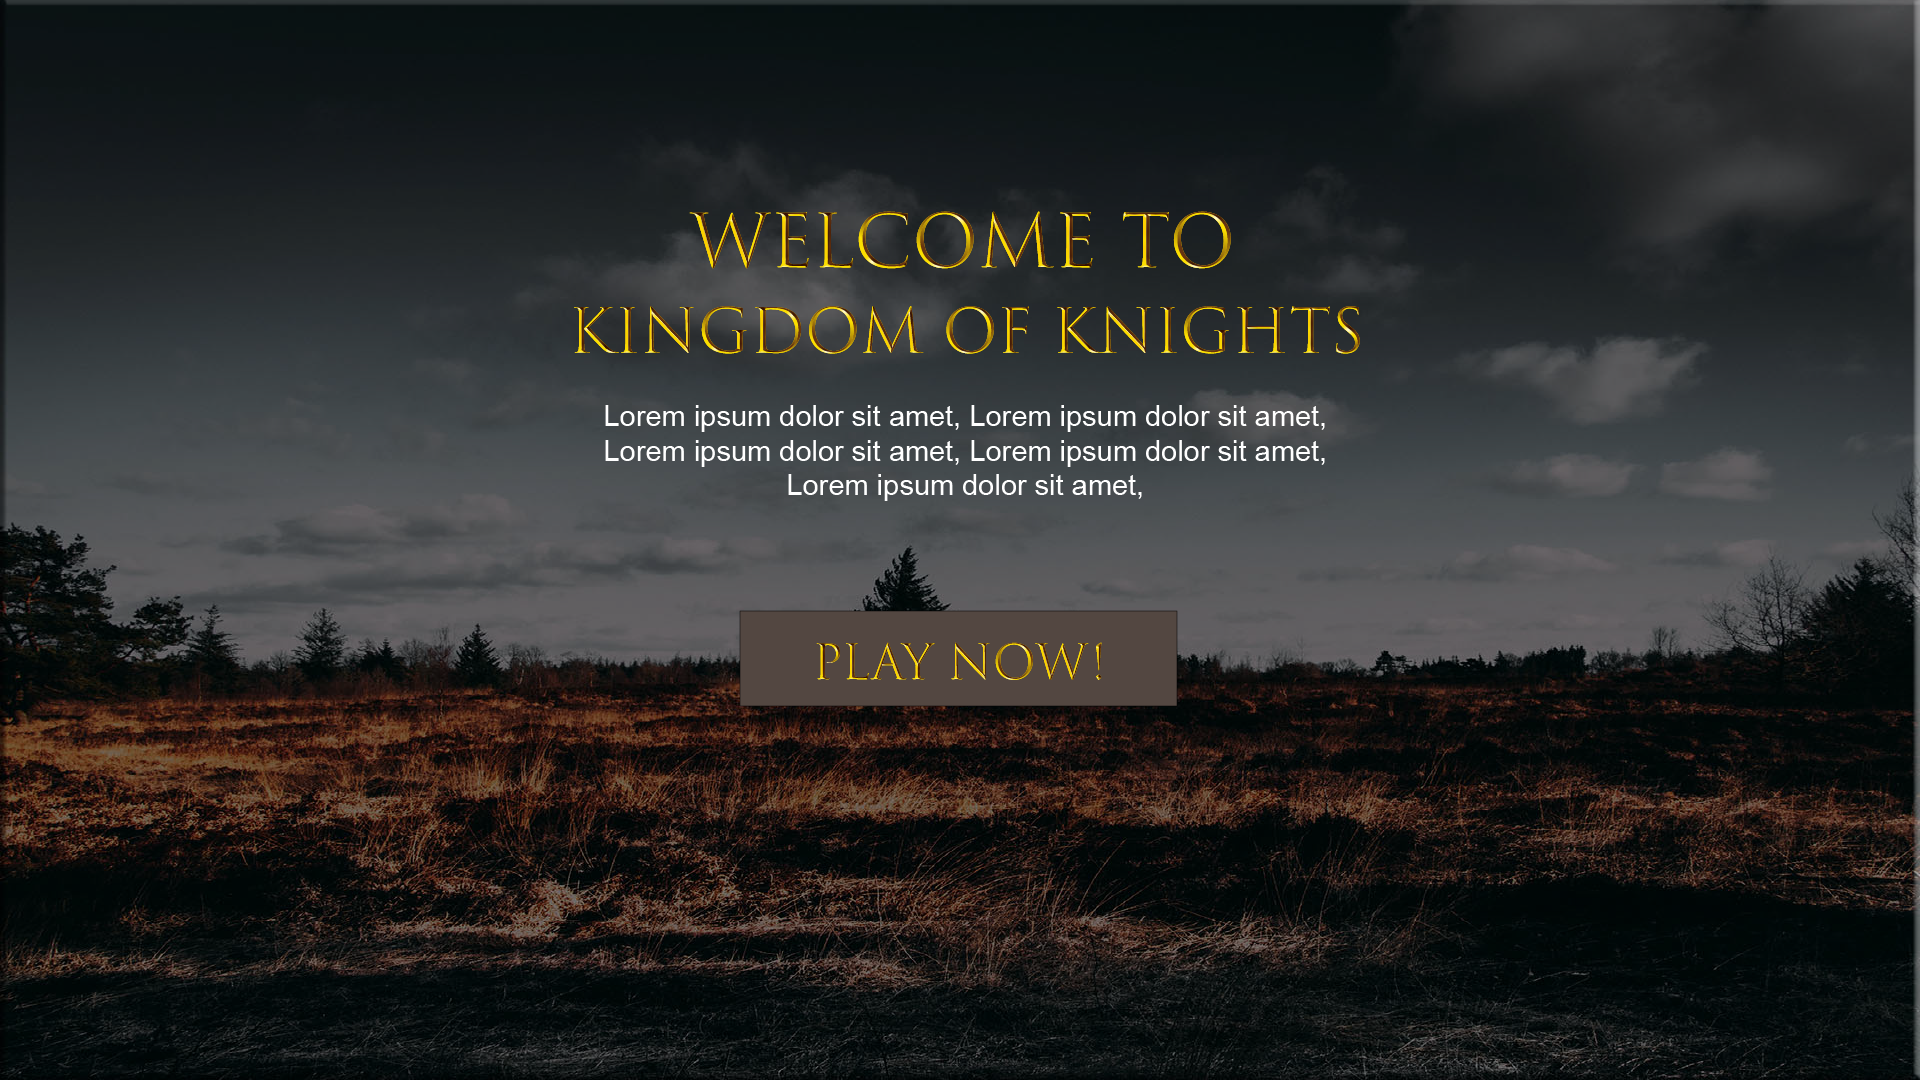 WELCOME TO
KINGDOM OF KNIGHTS
Lorem ipsum dolor sit amet, Lorem ipsum dolor sit amet,
Lorem ipsum dolor sit amet, Lorem ipsum dolor sit amet,
Lorem ipsum dolor sit amet,
PLAY NOW!